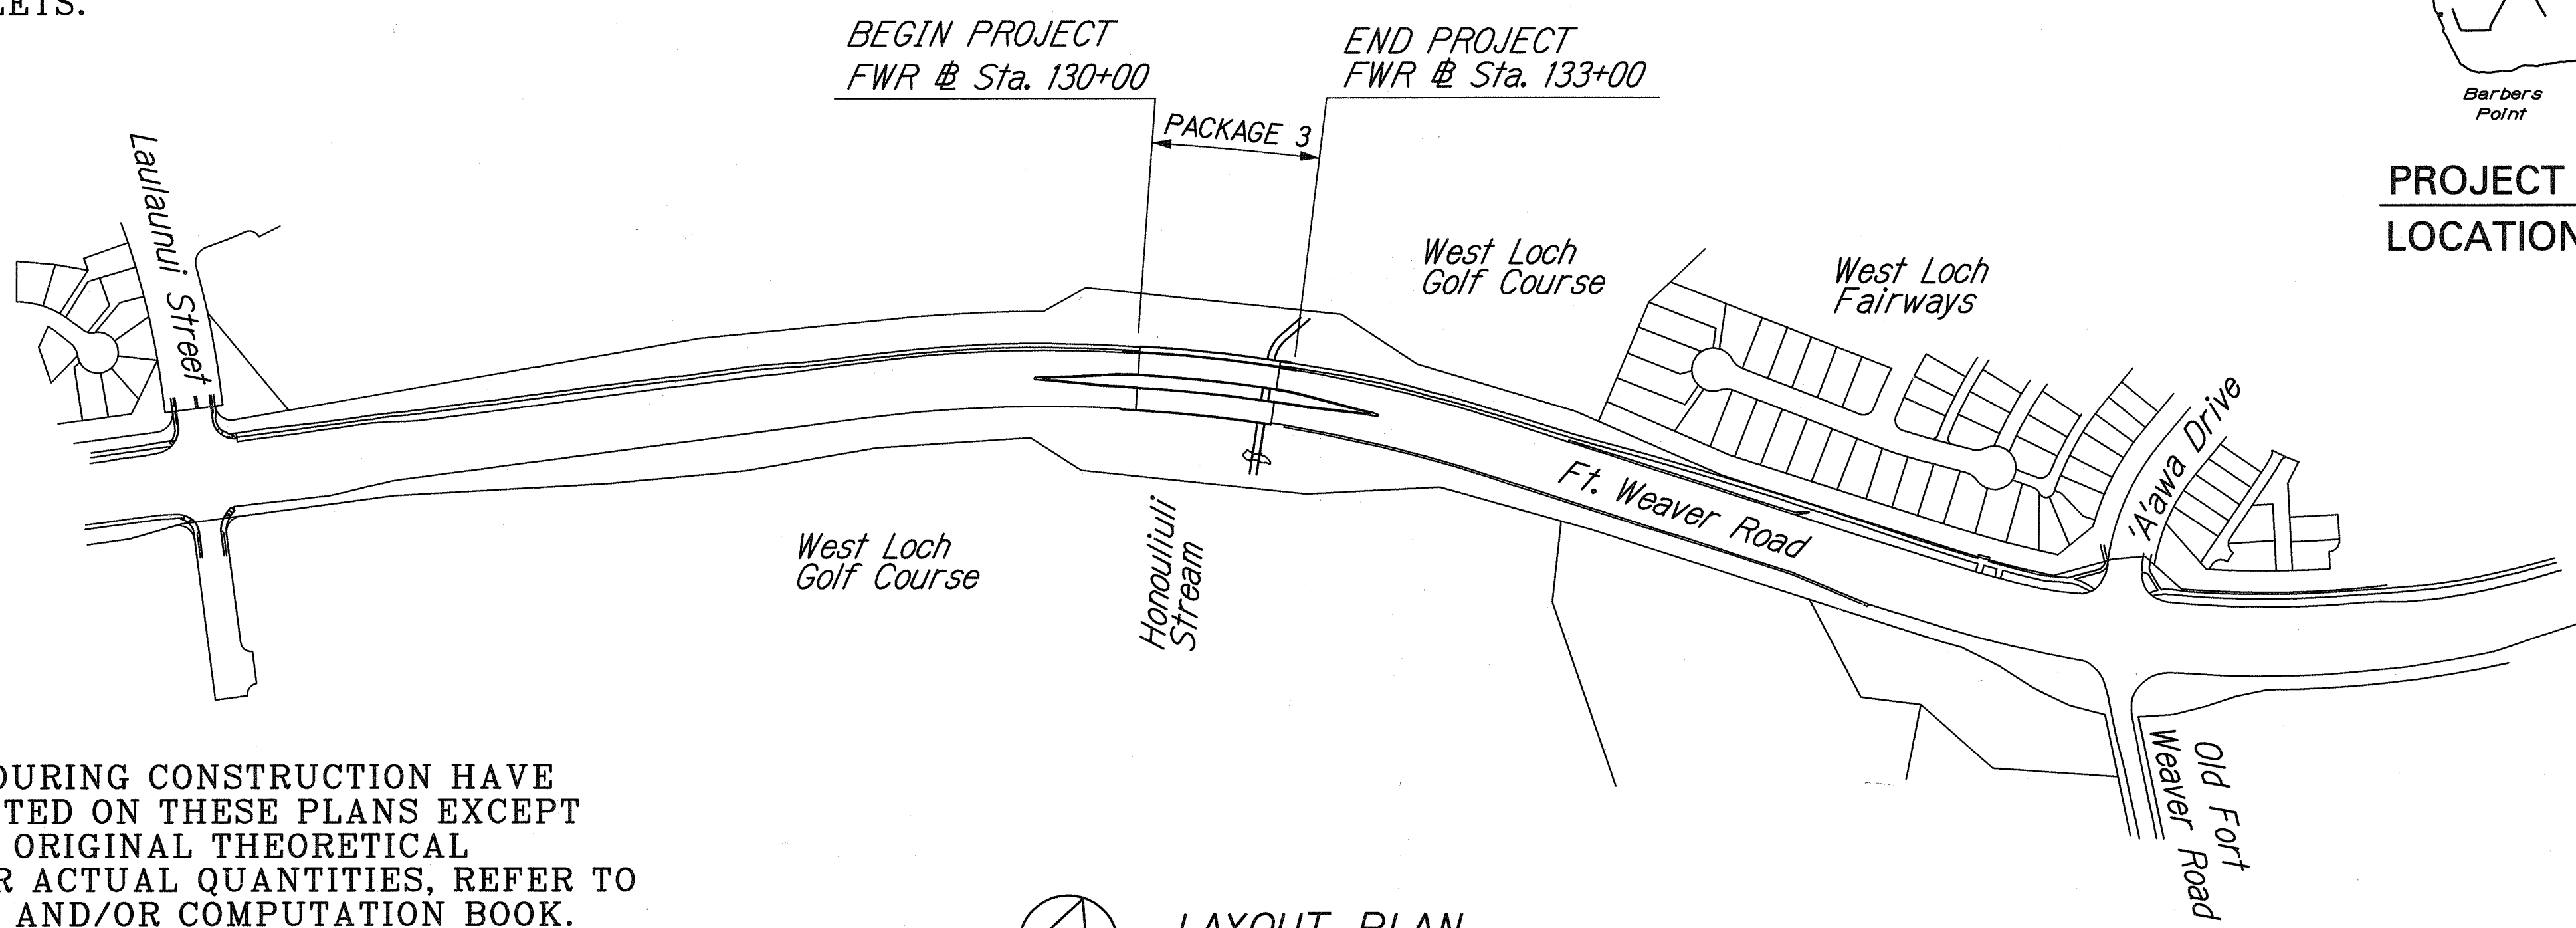 BEGIN PROJECT
FWR ℄ Sta. 130+00
END PROJECT
FWR ℄ Sta. 133+00
PACKAGE 3
Barbers
Point
PROJECT
LOCATION
Laulaunui Street
West Loch
Golf Course
West Loch
Fairways
'A'awa Drive
Ft. Weaver Road
West Loch
Golf Course
Honouliuli
Stream
Old Fort
Weaver Road
DURING CONSTRUCTION HAVE
TED ON THESE PLANS EXCEPT
ORIGINAL THEORETICAL
R ACTUAL QUANTITIES, REFER TO
AND/OR COMPUTATION BOOK.
LAYOUT PLAN